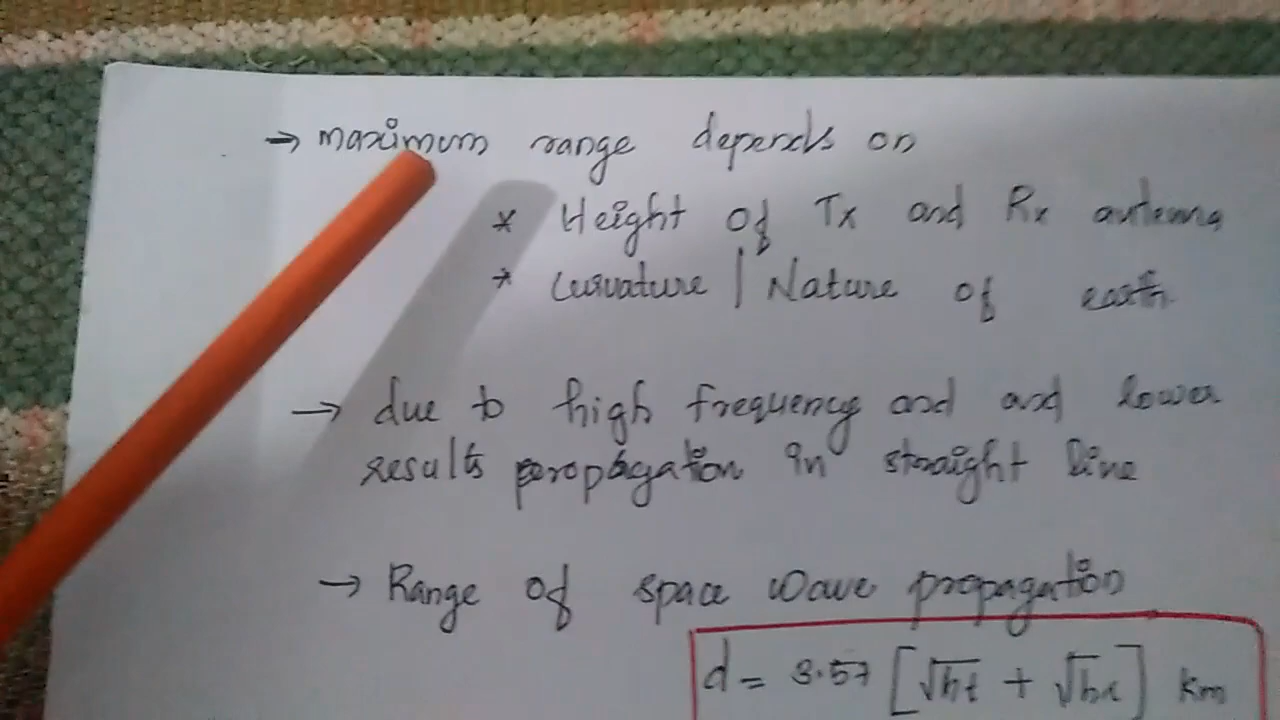 → maximum range depends on
* Height of Tx and Rx antenna
* Curvature | Nature of earth
→ due to high frequency and and lower
results propagation in straight line
→ Range of space wave propagation
d = 3.57 [√ht + √hr] km